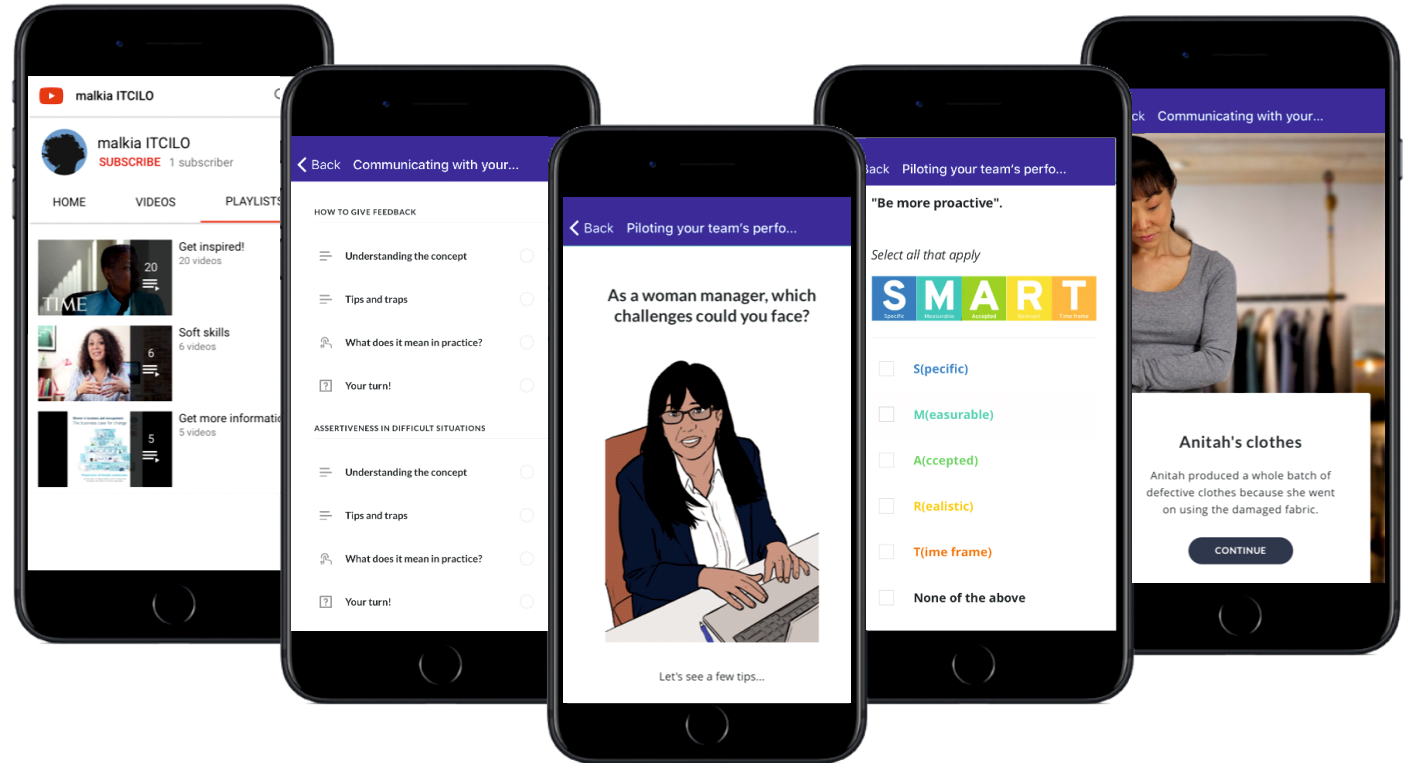 malkia ITCILO
malkia ITCILO
SUBSCRIBE 1 subscriber
HOME VIDEOS PLAYLISTS
TIME
20
Get inspired!
20 videos
6
Soft skills
6 videos
5
Get more informatic
5 videos
Back Communicating with your...
HOW TO GIVE FEEDBACK
Understanding the concept
Tips and traps
What does it mean in practice?
Your turn!
ASSERTIVENESS IN DIFFICULT SITUATIONS
Understanding the concept
Tips and traps
What does it mean in practice?
Your turn!
Back Piloting your team's perfo...
As a woman manager, which
challenges could you face?
Let's see a few tips...
Back Piloting your team's perfo...
"Be more proactive".
Select all that apply
S M A R T
Specific Measurable Accepted Time frame
S(pecific)
M(easurable)
A(ccepted)
R(ealistic)
T(ime frame)
None of the above
ck Communicating with your...
Anitah's clothes
Anitah produced a whole batch of
defective clothes because she went
on using the damaged fabric.
CONTINUE